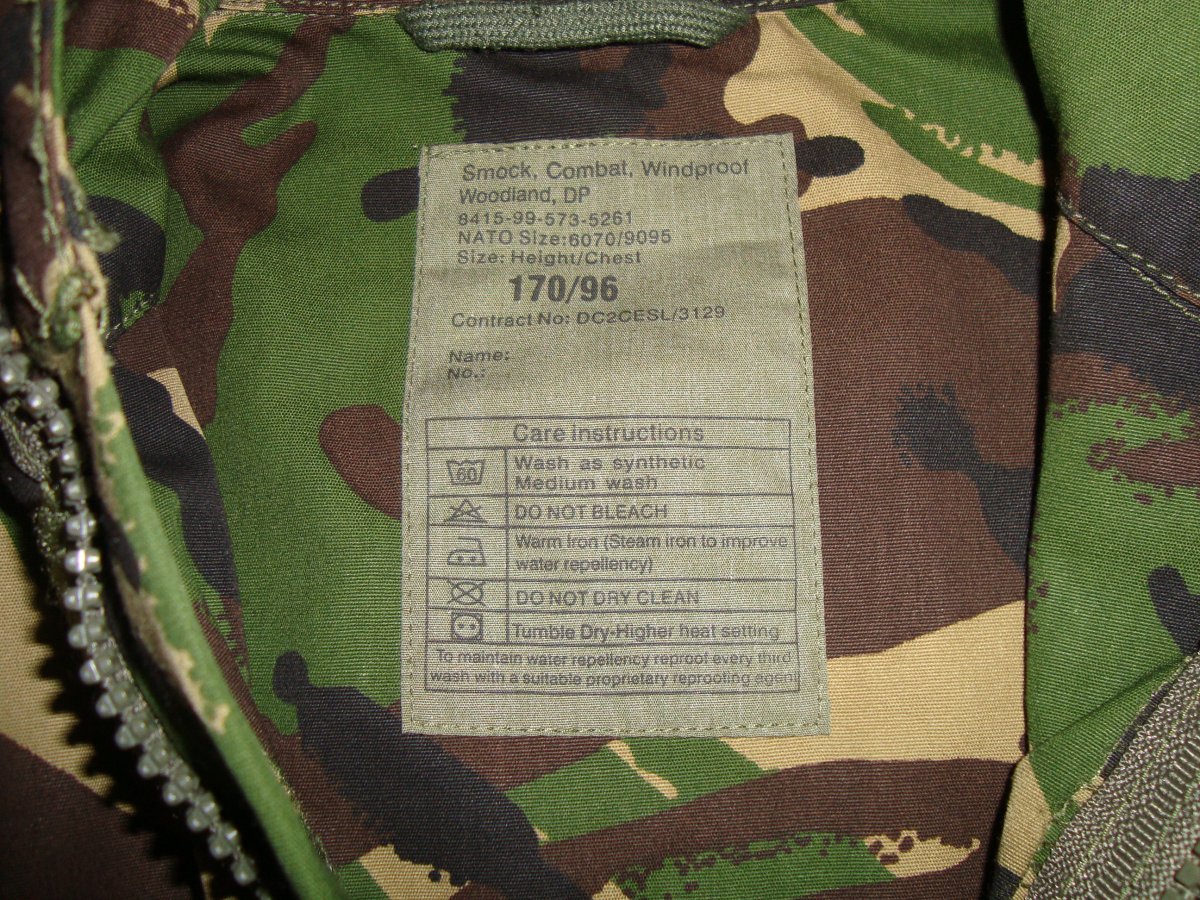 Smock, Combat, Windproof
Woodland, DP
8415-99-573-5261
NATO Size:6070/9095
Size: Height/Chest
170/96
Contract No: DC2CESL/3129
Name:
No.:
Care instructions
60
Wash as synthetic
Medium wash
DO NOT BLEACH
Warm Iron (Steam iron to improve
water repellency)
DO NOT DRY CLEAN
Tumble Dry-Higher heat setting
To maintain water repellency reproof every third
wash with a suitable proprietary reproofing agent